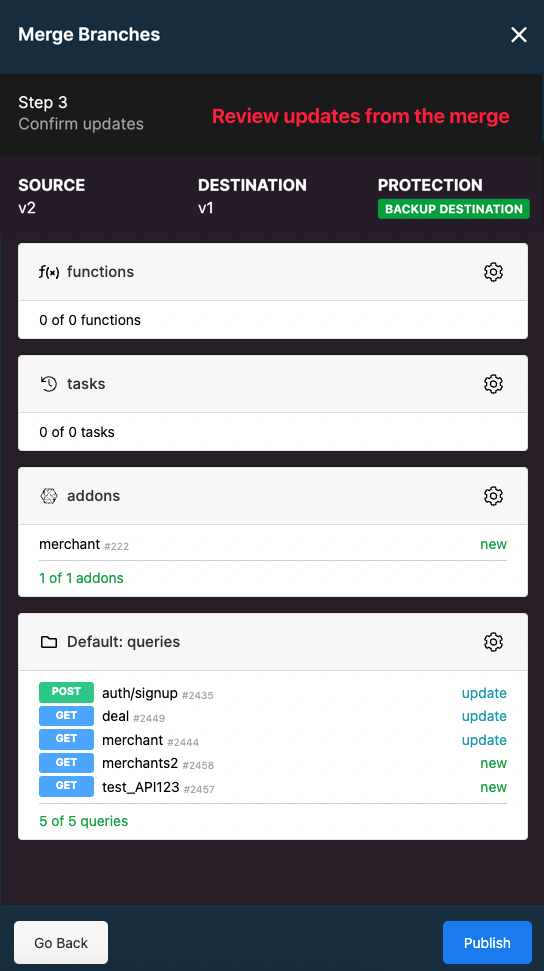 Merge Branches
Step 3
Confirm updates
Review updates from the merge
SOURCE
v2
DESTINATION
v1
PROTECTION
BACKUP DESTINATION
f(x) functions
0 of 0 functions
tasks
0 of 0 tasks
addons
merchant #222 new
1 of 1 addons
Default: queries
POST auth/signup #2435 update
GET deal #2449 update
GET merchant #2444 update
GET merchants2 #2458 new
GET test_API123 #2457 new
5 of 5 queries
Go Back
Publish